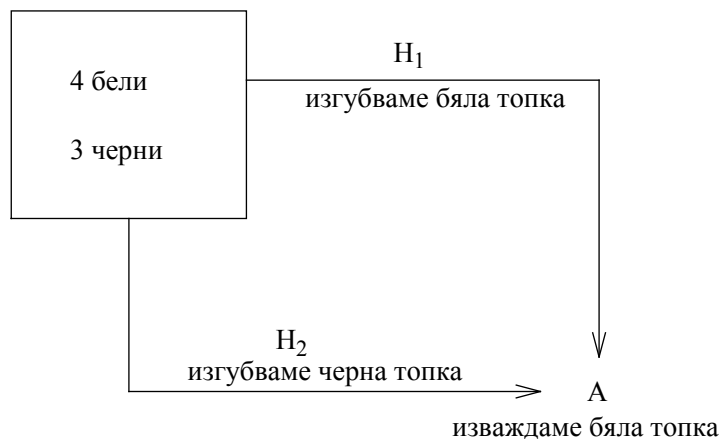 4 бели
3 черни
H1
изгубваме бяла топка
H2
изгубваме черна топка
A
изваждаме бяла топка